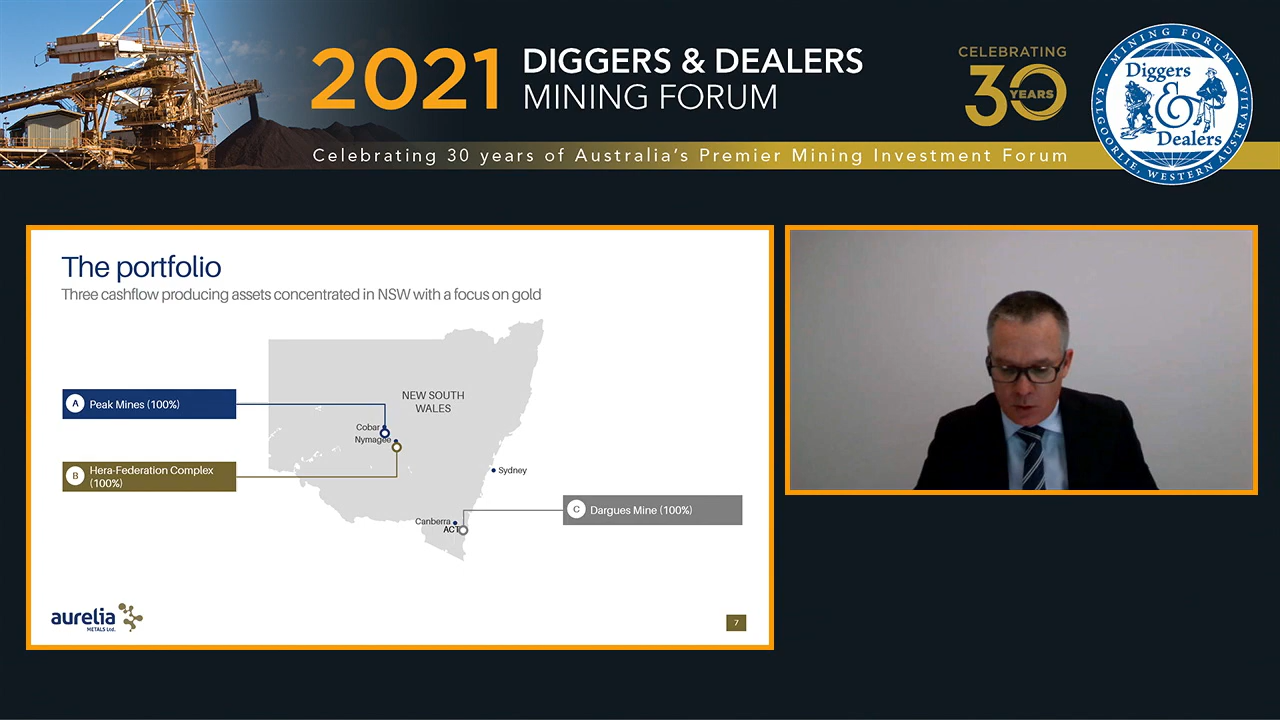 2021
DIGGERS & DEALERS
MINING FORUM
CELEBRATING
30
YEARS
Celebrating 30 years of Australia's Premier Mining Investment Forum
MINING FORUM
Diggers
&
Dealers
KALGOORLIE, WESTERN AUSTRALIA
The portfolio
Three cashflow producing assets concentrated in NSW with a focus on gold
NEW SOUTH
WALES
A Peak Mines (100%)
Cobar
Nymagee
B Hera-Federation Complex
(100%)
Sydney
C Dargues Mine (100%)
Canberra
ACT
aurelia
METALS Ltd.
7